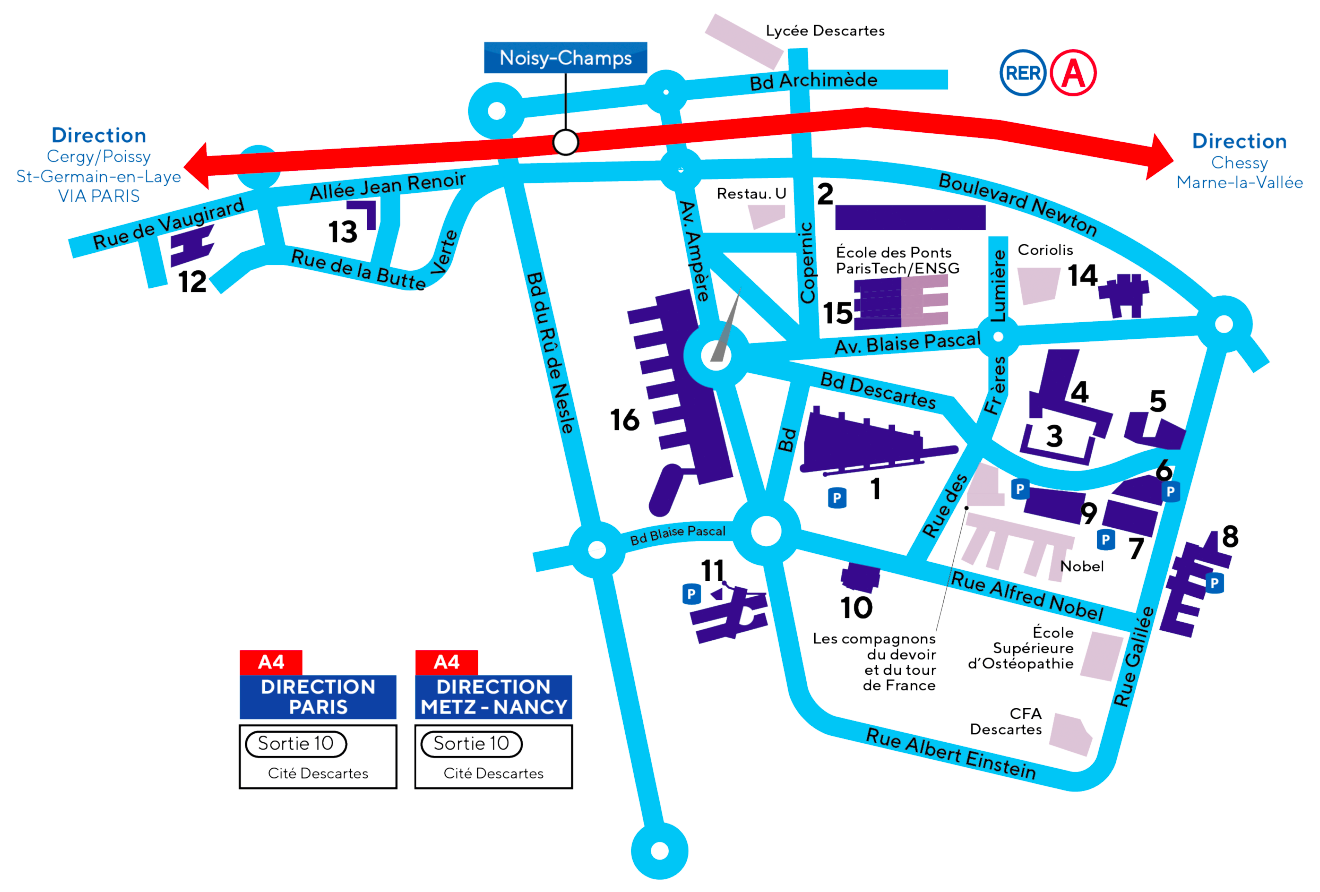 Lycée Descartes
Noisy-Champs
Bd Archimède
RER A
Direction
Cergy/Poissy
St-Germain-en-Laye
VIA PARIS
Direction
Chessy
Marne-la-Vallée
Allée Jean Renoir
Rue de Vaugirard
Boulevard Newton
Restau. U
2
13
12
Rue de la Butte
Verte
Av. Ampère
Copernic
École des Ponts
ParisTech/ENSG
15
Lumière
Coriolis
14
Bd du Rû de Nesle
Av. Blaise Pascal
Bd Descartes
Frères
4
5
3
16
Bd
1
P
6
P
P
9
7
P
Rue des
8
P
Bd Blaise Pascal
11
P
10
Nobel
Rue Alfred Nobel
Les compagnons
du devoir
et du tour
de France
École
Supérieure
d'Ostéopathie
Rue Galilée
CFA
Descartes
Rue Albert Einstein
A4
DIRECTION
PARIS
Sortie 10
Cité Descartes
A4
DIRECTION
METZ - NANCY
Sortie 10
Cité Descartes